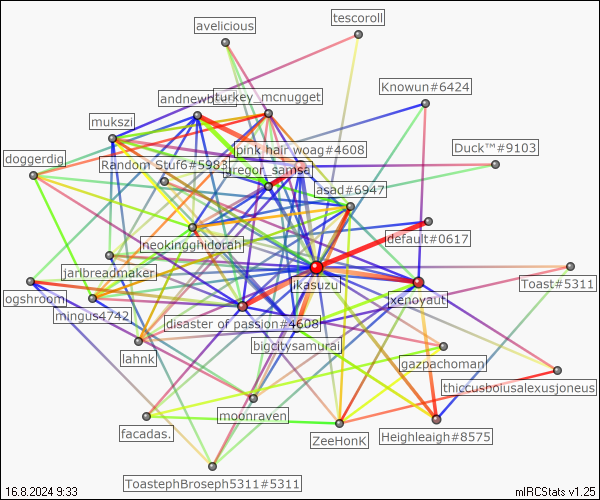 tescoroll
avelicious
Knowun#6424
turkey_mcnugget
mukszi
pink hair woag#4608
Duck™#9103
doggerdig
Random Stuf6#5983
gregor_samse
asad#6947
default#0617
neokingghidorah
jarlbreadmaker
ikasuzu
Toast#5311
xenoyaut
ogshroom
mingus4742
disaster of passion#4608
bigcitysamurai
lahnk
gazpachoman
thiccusboiusalexusjoneus
moonraven
facadas.
ZeeHonK
Heighleaigh#8575
ToastephBroseph5311#5311
16.8.2024 9:33
mIRCStats v1.25